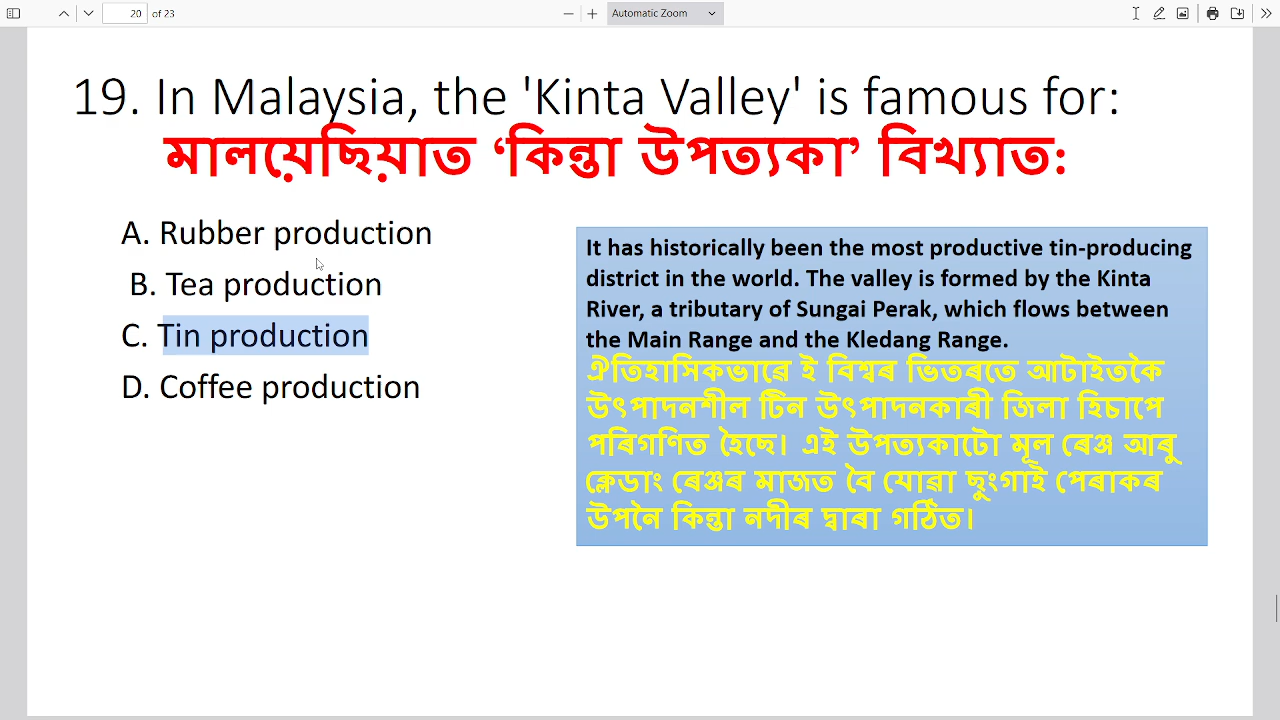 20 of 23
Automatic Zoom
19. In Malaysia, the 'Kinta Valley' is famous for:
মালয়েছিয়াত ‘কিন্তা উপত্যকা’ বিখ্যাত:
A. Rubber production
B. Tea production
C. Tin production
D. Coffee production
It has historically been the most productive tin-producing
district in the world. The valley is formed by the Kinta
River, a tributary of Sungai Perak, which flows between
the Main Range and the Kledang Range.
ঐতিহাসিকভাৱে ই বিশ্বৰ ভিতৰতে আটাইতকৈ
উৎপাদনশীল টিন উৎপাদনকাৰী জিলা হিচাপে
পৰিগণিত হৈছে। এই উপত্যকাটো মূল ৰেঞ্জ আৰু
ক্লেডাং ৰেঞ্জৰ মাজত বৈ যোৱা ছুংগাই পেৰাকৰ
উপনৈ কিন্তা নদীৰ দ্বাৰা গঠিত।